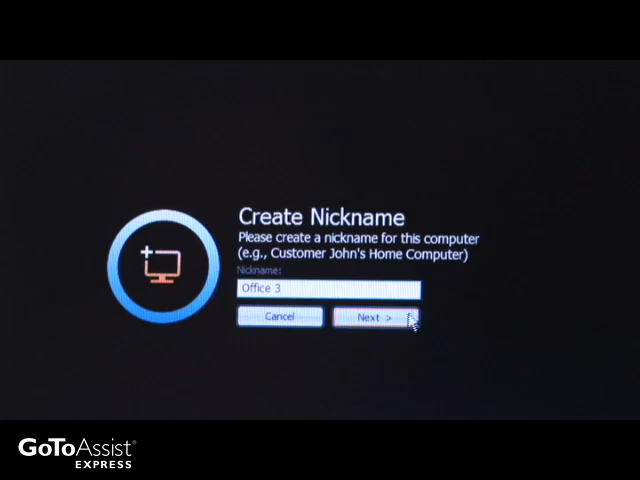 Create Nickname
Please create a nickname for this computer
(e.g., Customer John's Home Computer)
Nickname:
Office 3
Cancel
Next >
GoToAssist
EXPRESS